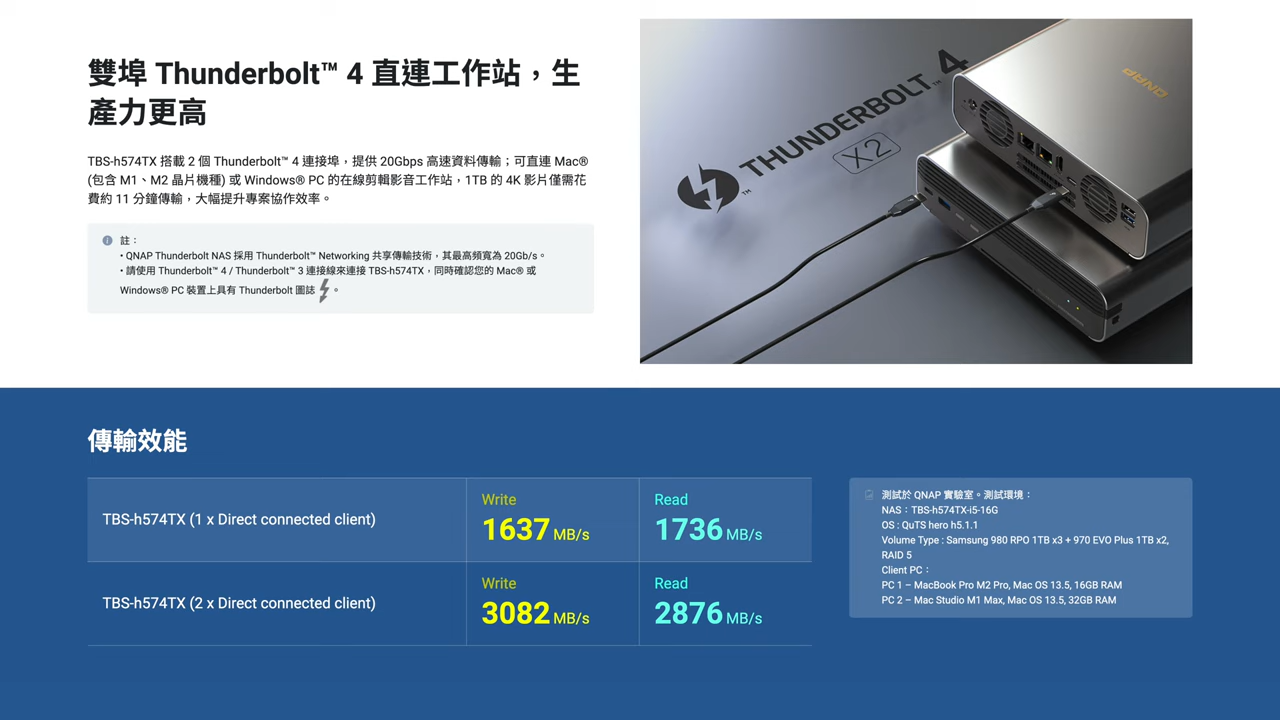 雙埠 Thunderbolt™ 4 直連工作站，生
產力更高
TBS-h574TX 搭載 2 個 Thunderbolt™ 4 連接埠，提供 20Gbps 高速資料傳輸；可直連 Mac®
(包含 M1、M2 晶片機種) 或 Windows® PC 的在線剪輯影音工作站，1TB 的 4K 影片僅需花
費約 11 分鐘傳輸，大幅提升專案協作效率。
註：
• QNAP Thunderbolt NAS 採用 Thunderbolt™ Networking 共享傳輸技術，其最高頻寬為 20Gb/s。
• 請使用 Thunderbolt™ 4 / Thunderbolt™ 3 連接線來連接 TBS-h574TX，同時確認您的 Mac® 或
Windows® PC 裝置上具有 Thunderbolt 圖誌 。
THUNDERBOLT™ 4
X2
QNAP
傳輸效能
TBS-h574TX (1 x Direct connected client)
Write
1637 MB/s
Read
1736 MB/s
TBS-h574TX (2 x Direct connected client)
Write
3082 MB/s
Read
2876 MB/s
測試於 QNAP 實驗室。測試環境：
NAS：TBS-h574TX-i5-16G
OS : QuTS hero h5.1.1
Volume Type : Samsung 980 RPO 1TB x3 + 970 EVO Plus 1TB x2,
RAID 5
Client PC：
PC 1 – MacBook Pro M2 Pro, Mac OS 13.5, 16GB RAM
PC 2 – Mac Studio M1 Max, Mac OS 13.5, 32GB RAM